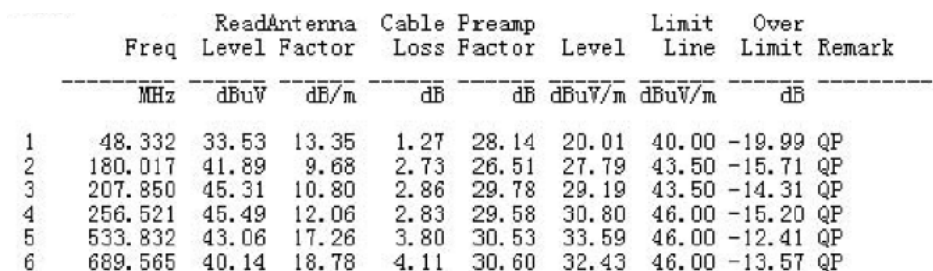 ReadAntenna Cable Preamp Limit Over
Freq Level Factor Loss Factor Level Line Limit Remark
MHz dBuV dB/m dB dB dBuV/m dBuV/m dB
1 48.332 33.53 13.35 1.27 28.14 20.01 40.00 -19.99 QP
2 180.017 41.89 9.68 2.73 26.51 27.79 43.50 -15.71 QP
3 207.850 45.31 10.80 2.86 29.78 29.19 43.50 -14.31 QP
4 256.521 45.49 12.06 2.83 29.58 30.80 46.00 -15.20 QP
5 533.832 43.06 17.26 3.80 30.53 33.59 46.00 -12.41 QP
6 689.565 40.14 18.78 4.11 30.60 32.43 46.00 -13.57 QP